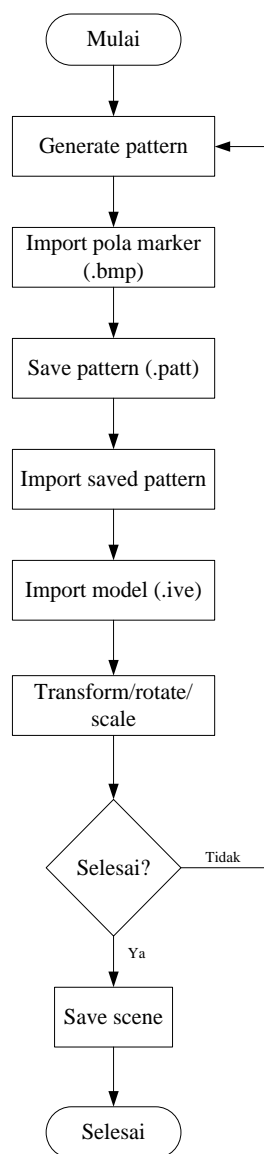 Mulai
Generate pattern
Import pola marker
(.bmp)
Save pattern (.patt)
Import saved pattern
Import model (.ive)
Transform/rotate/
scale
Selesai?
Tidak
Ya
Save scene
Selesai